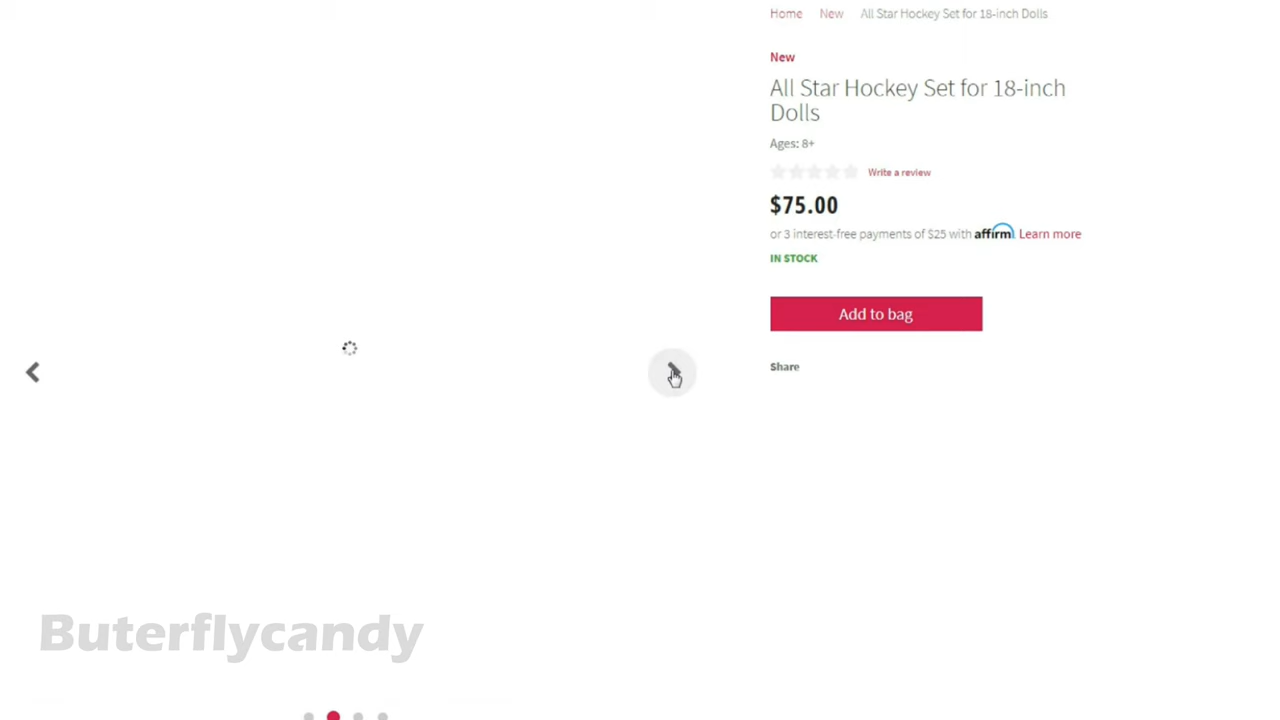 Home New All Star Hockey Set for 18-inch Dolls
New
All Star Hockey Set for 18-inch
Dolls
Ages: 8+
Write a review
$75.00
or 3 interest-free payments of $25 with affirm. Learn more
IN STOCK
Add to bag
Share
Buterflycandy